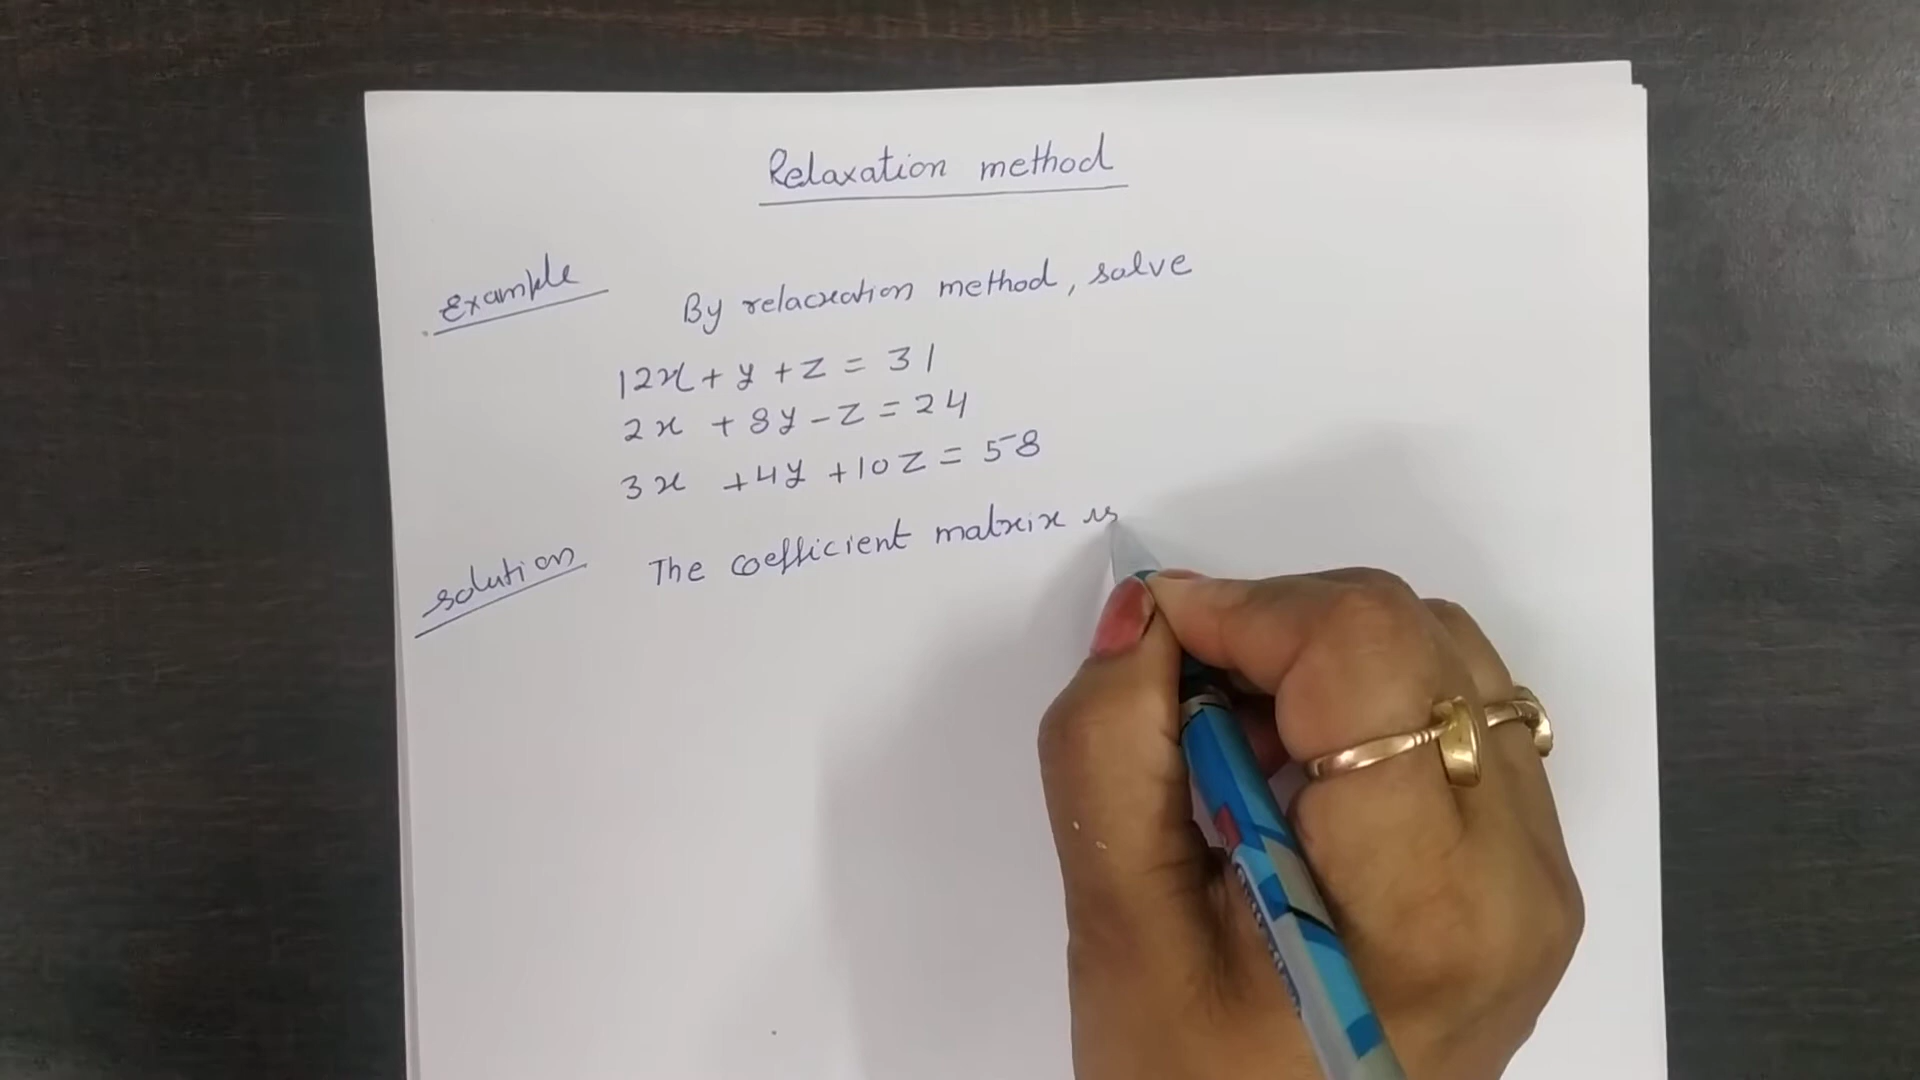 Relaxation method
Example By relaxation method, solve
12x + y + z = 31
2x + 8y - z = 24
3x + 4y + 10z = 58
solution The coefficient matrix is